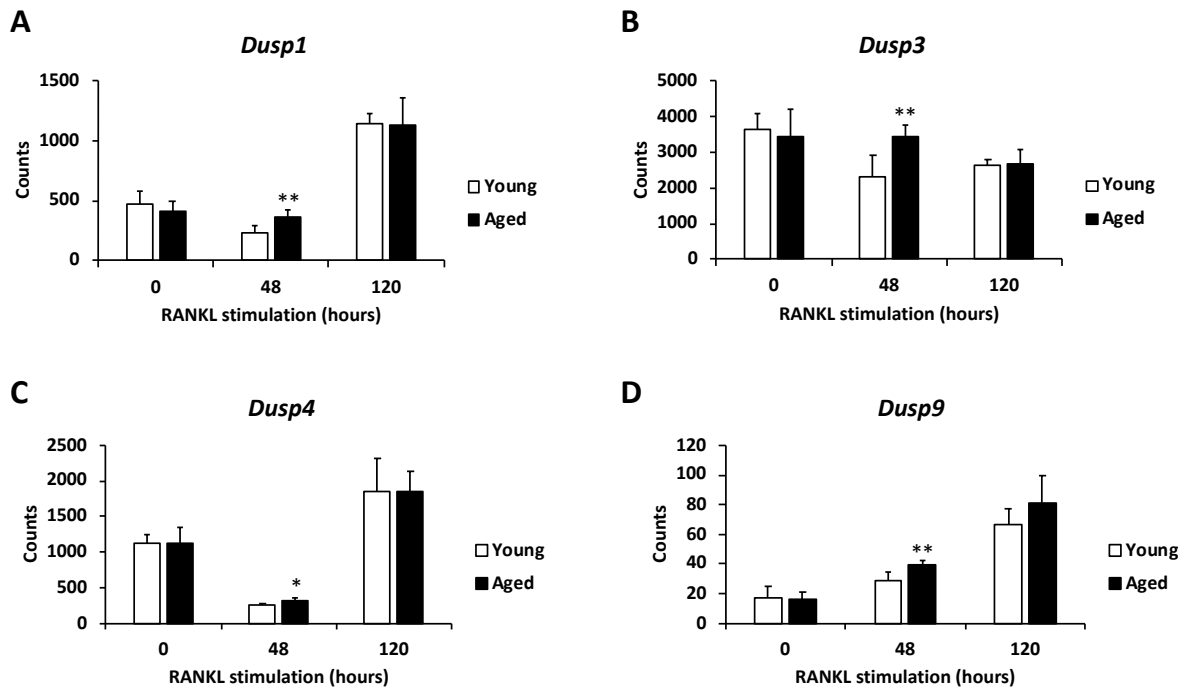 A
Dusp1
1500
1000
500
0
Counts
**
0 48 120
RANKL stimulation (hours)
Young
Aged
B
Dusp3
5000
4000
3000
2000
1000
0
Counts
**
0 48 120
RANKL stimulation (hours)
Young
Aged
C
Dusp4
2500
2000
1500
1000
500
0
Counts
*
0 48 120
RANKL stimulation (hours)
Young
Aged
D
Dusp9
120
100
80
60
40
20
0
Counts
**
0 48 120
RANKL stimulation (hours)
Young
Aged